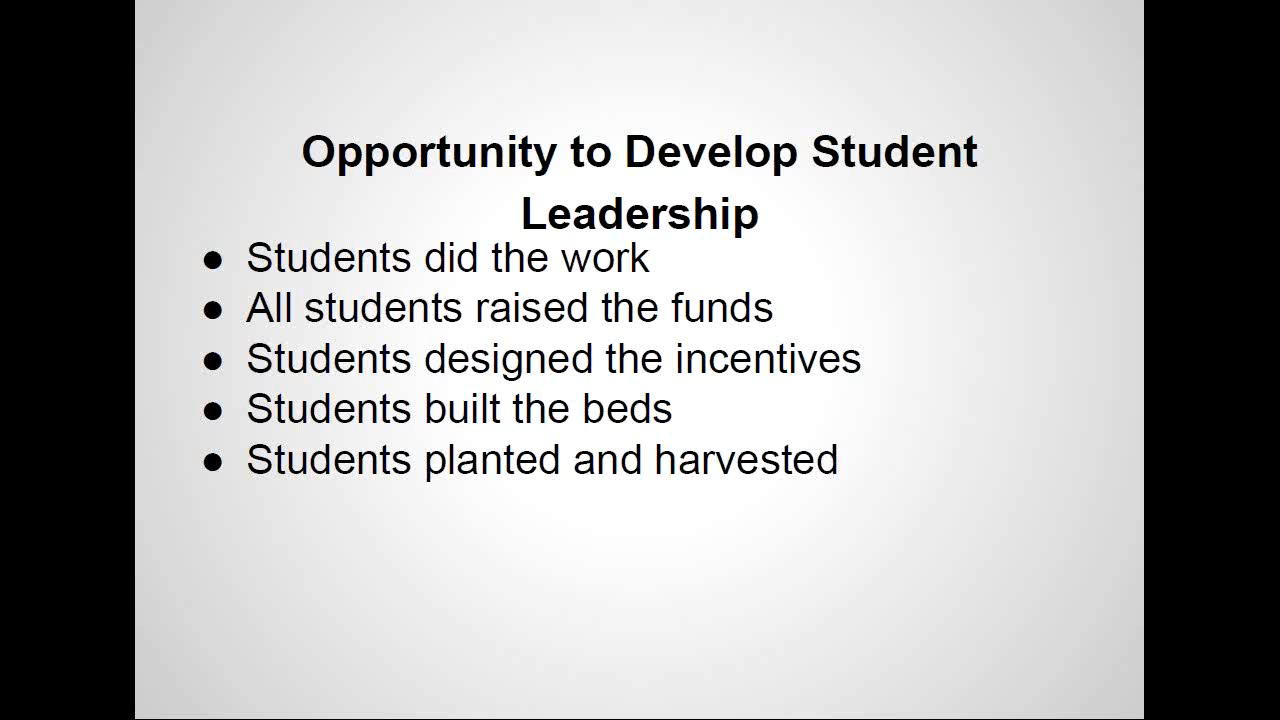 Opportunity to Develop Student
Leadership
● Students did the work
● All students raised the funds
● Students designed the incentives
● Students built the beds
● Students planted and harvested